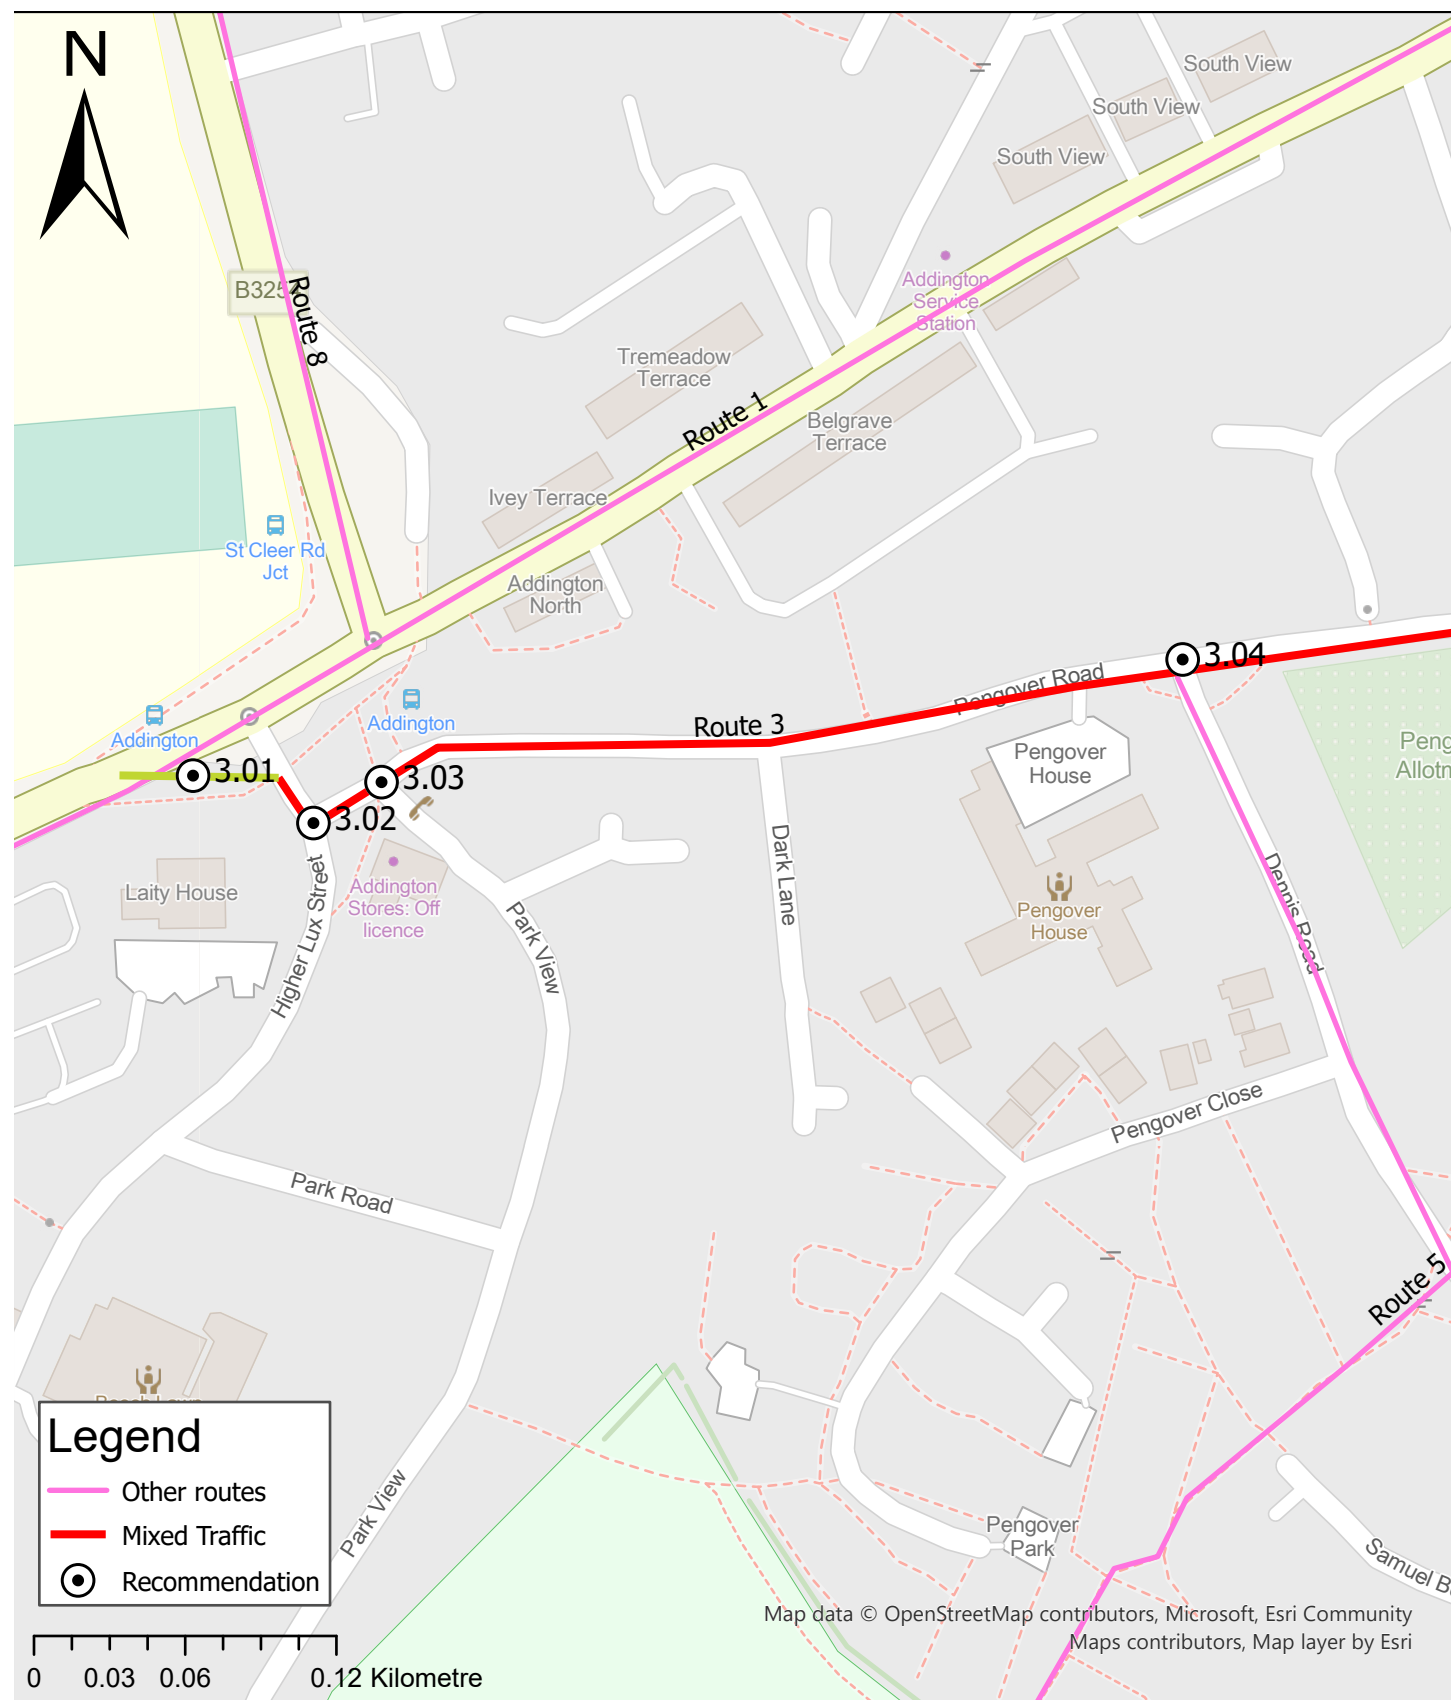 N
South View
South View
South View
B325
Route 8
Addington
Service
Station
Tremeadow
Terrace
Route 1
Belgrave
Terrace
Ivey Terrace
St Cleer Rd
Jct
Addington
North
3.04
Pengover Road
Addington
Route 3
Addington
Pengover
House
Peng
Allotn
3.01
3.03
3.02
Dark Lane
Dennis Road
Laity House
Addington
Stores: Off
licence
Higher Lux Street
Park View
Pengover
House
Pengover Close
Park Road
Route 5
Legend
Other routes
Mixed Traffic
Recommendation
Park View
Pengover
Park
Samuel B
Map data © OpenStreetMap contributors, Microsoft, Esri Community
Maps contributors, Map layer by Esri
0 0.03 0.06 0.12 Kilometre